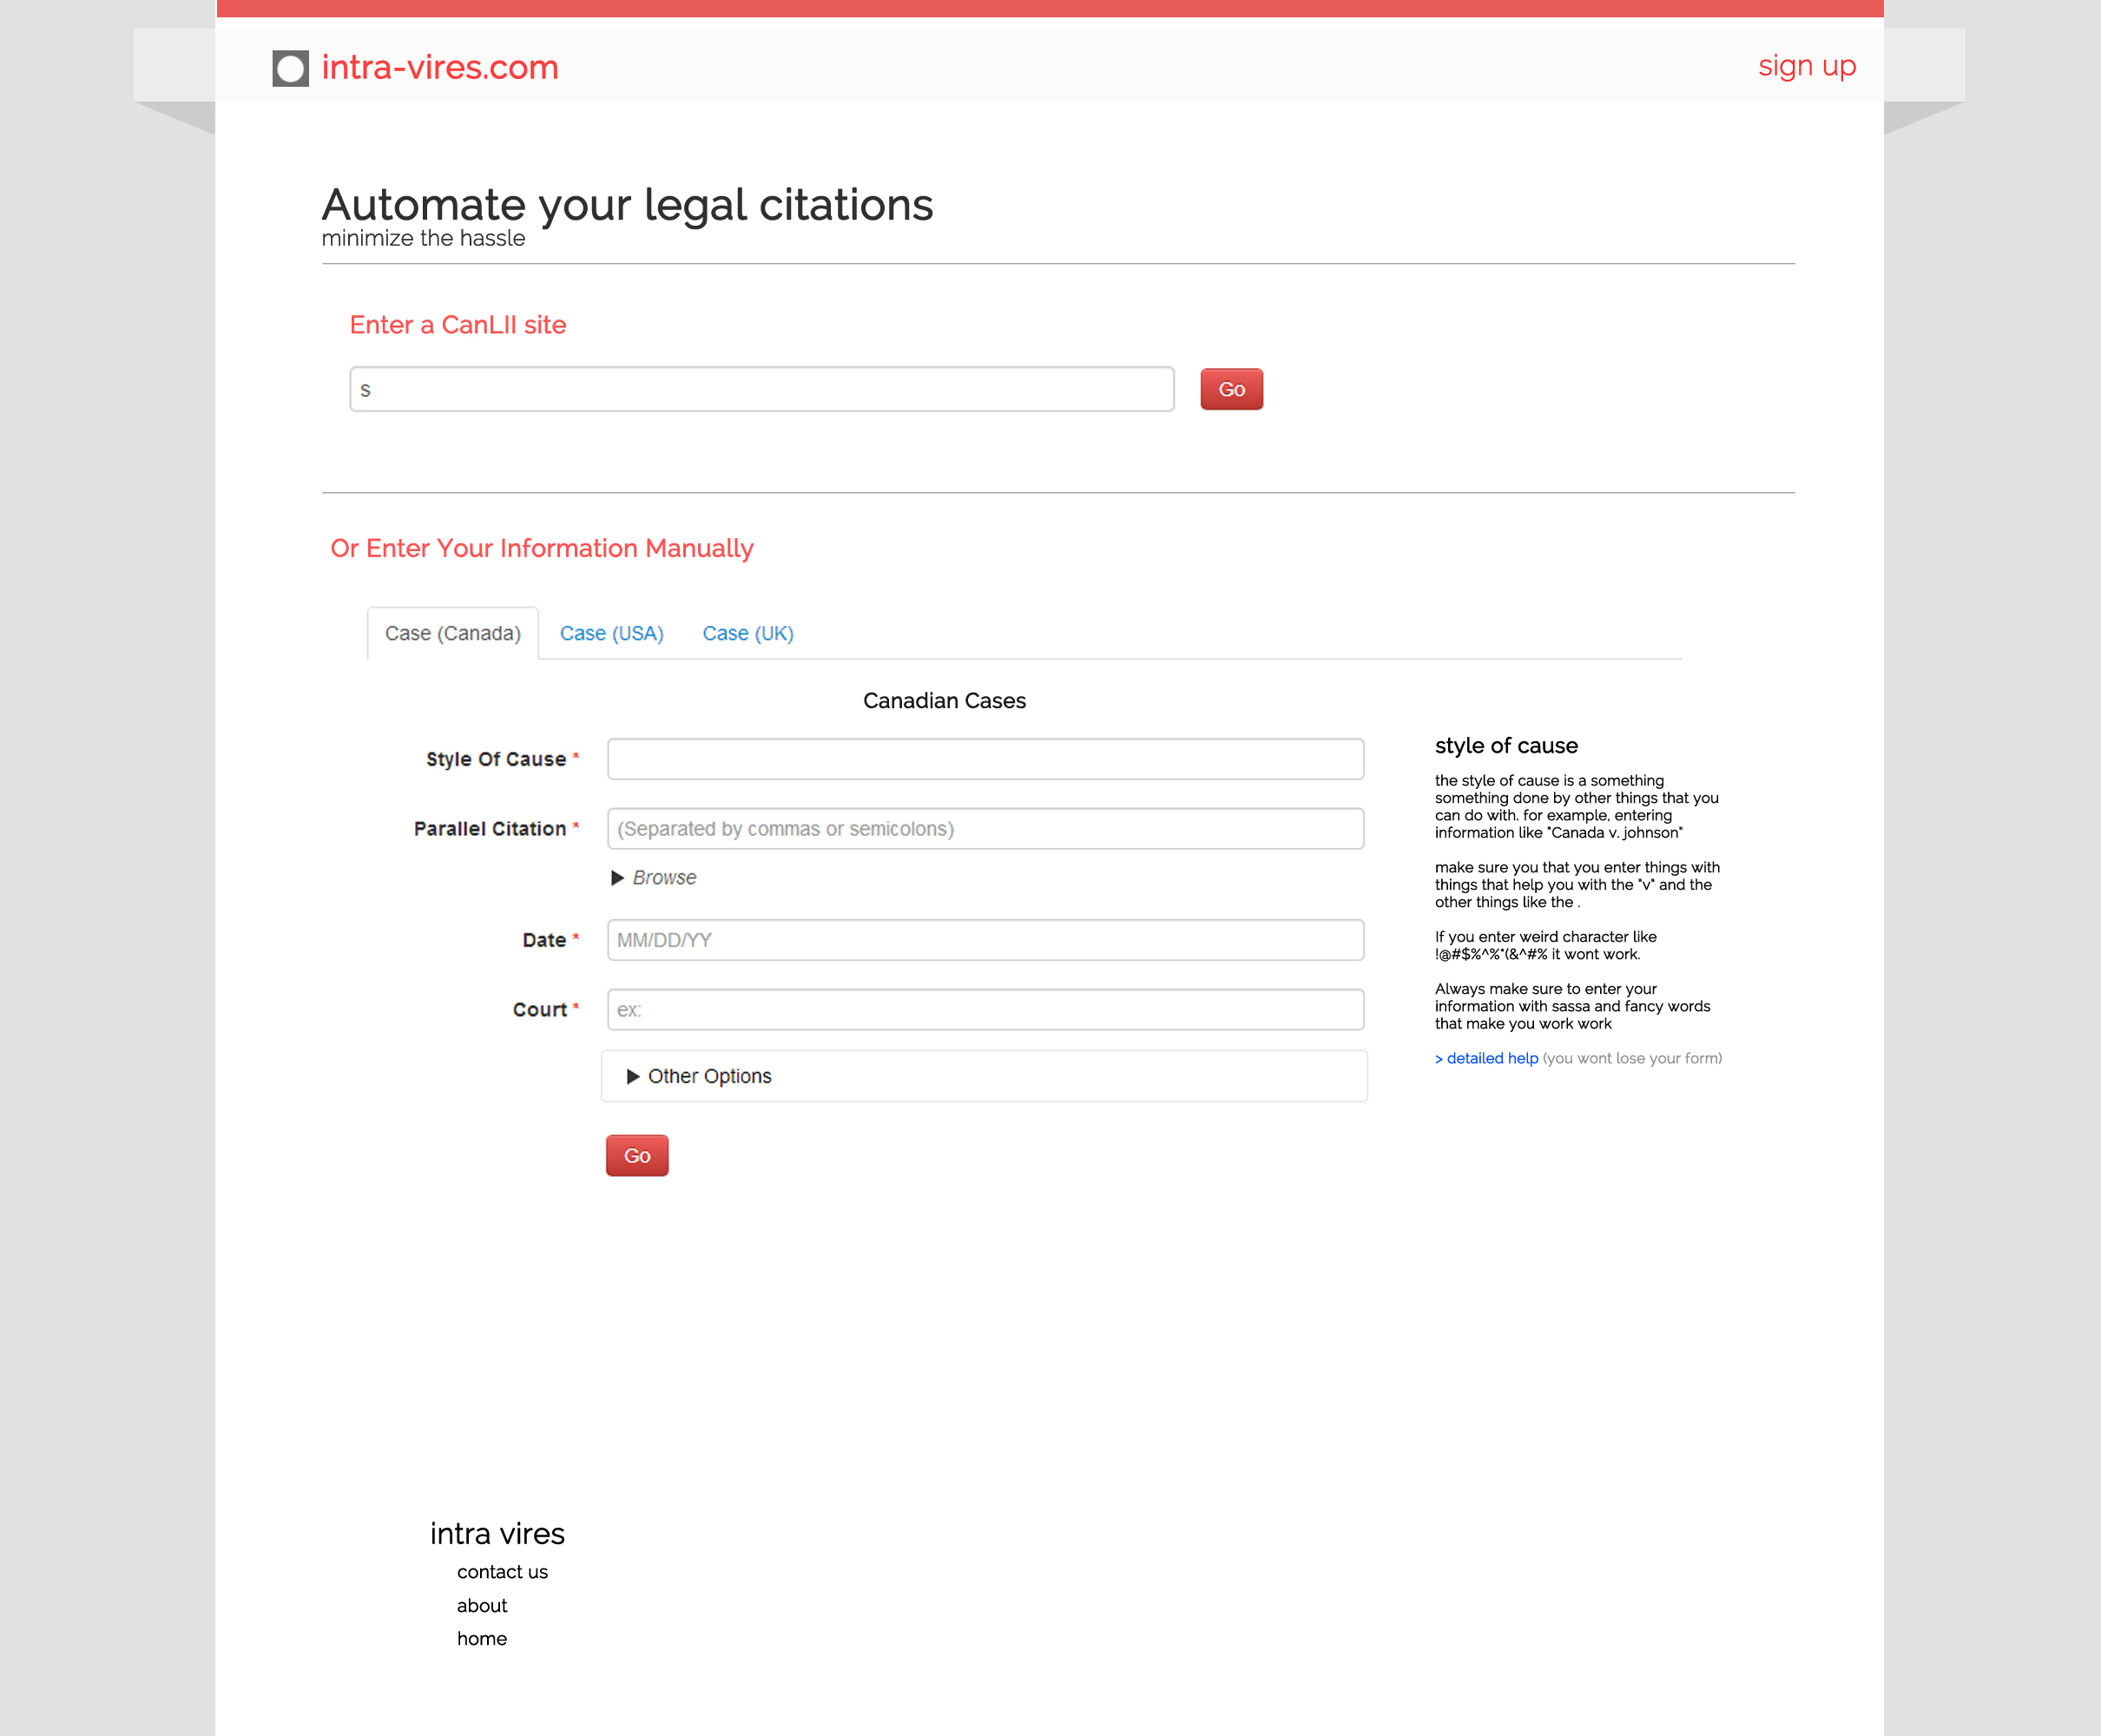 intra-vires.com
sign up
Automate your legal citations
minimize the hassle
Enter a CanLII site
s
Go
Or Enter Your Information Manually
Case (Canada)
Case (USA)
Case (UK)
Canadian Cases
Style Of Cause *
Parallel Citation *
(Separated by commas or semicolons)
▶ Browse
Date *
MM/DD/YY
Court *
ex:
▶ Other Options
Go
style of cause
the style of cause is a something
something done by other things that you
can do with. for example, entering
information like "Canada v. johnson"
make sure you that you enter things with
things that help you with the "v" and the
other things like the .
If you enter weird character like
!@#$%^%*(&^#% it wont work.
Always make sure to enter your
information with sassa and fancy words
that make you work work
> detailed help (you wont lose your form)
intra vires
contact us
about
home